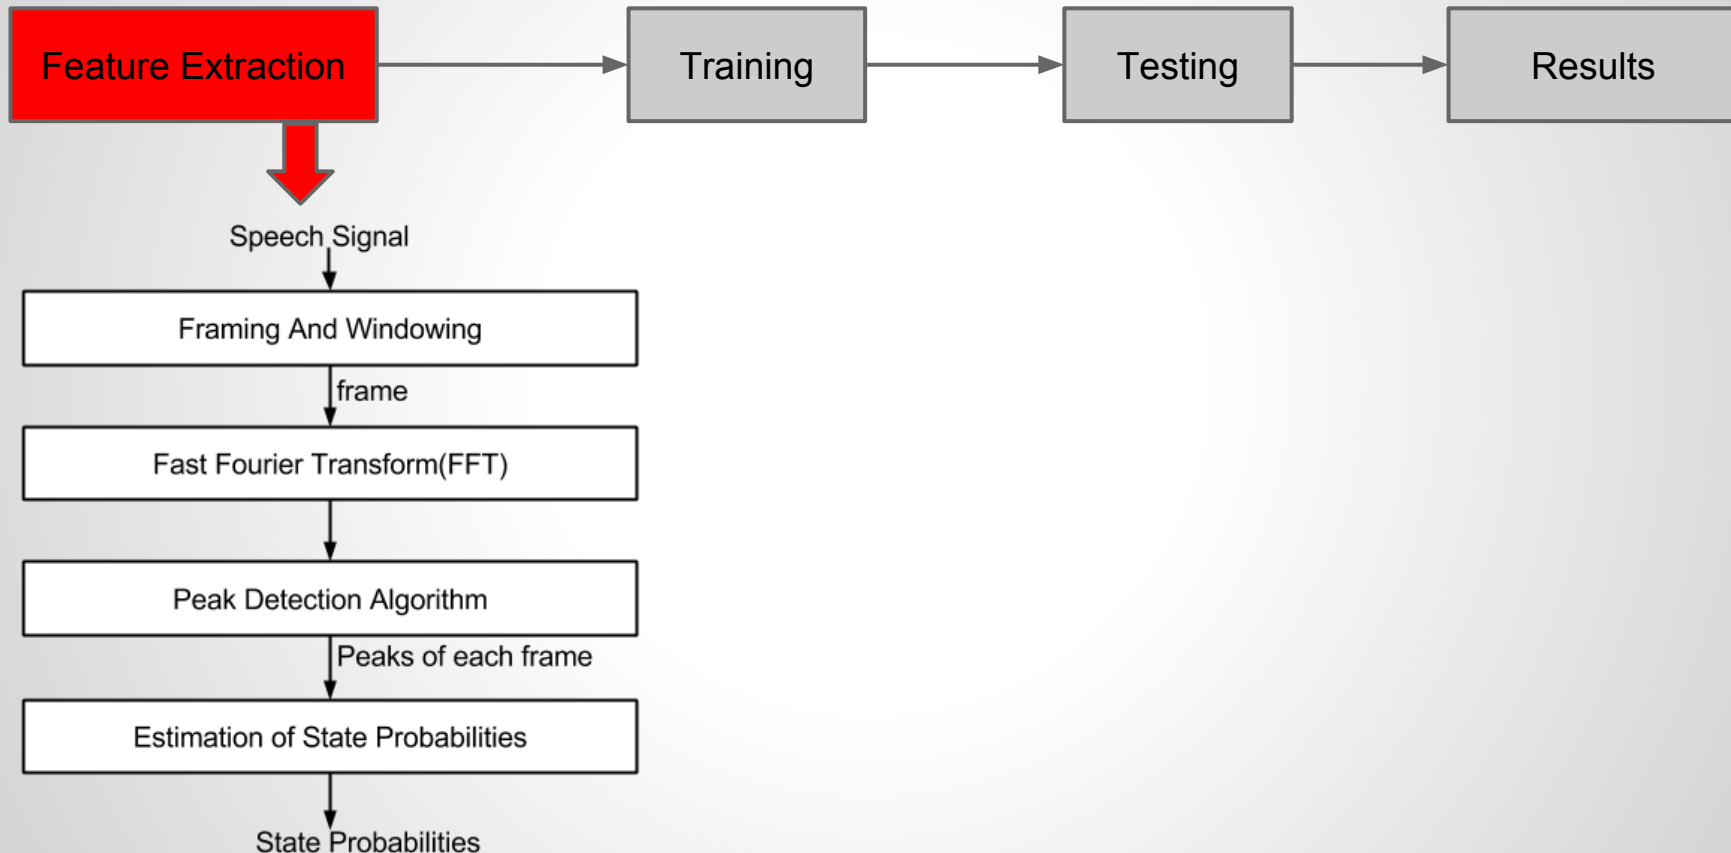 Feature Extraction
Training
Testing
Results
Speech Signal
Framing And Windowing
frame
Fast Fourier Transform(FFT)
Peak Detection Algorithm
Peaks of each frame
Estimation of State Probabilities
State Probabilities